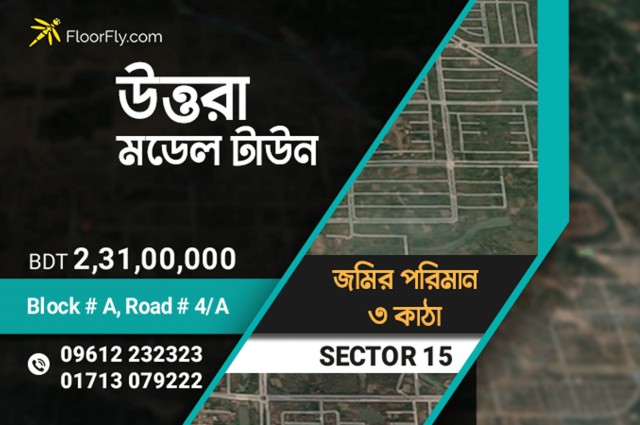 FloorFly.com
উত্তরা
মডেল টাউন
BDT 2,31,00,000
Block # A, Road # 4/A
09612 232323
01713 079222
জমির পরিমান
৩ কাঠা
SECTOR 15